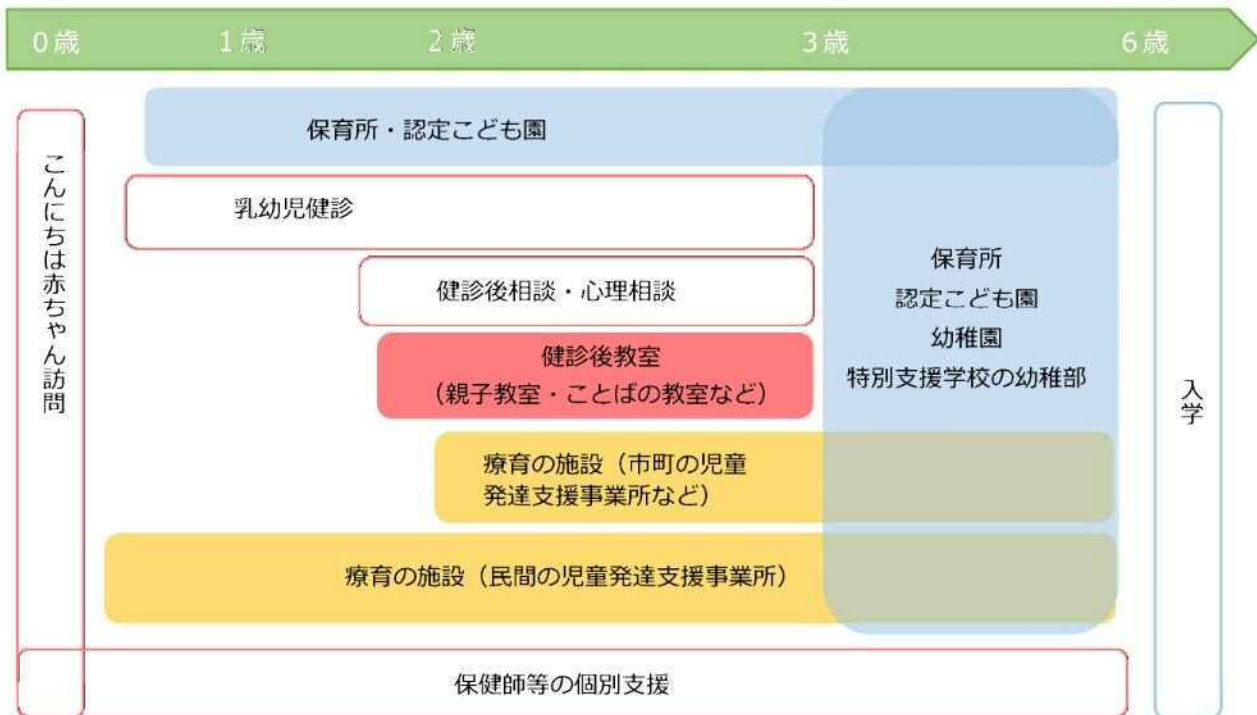 0歳 1歳 2歳 3歳 6歳
こんにちは赤ちゃん訪問
保育所・認定こども園
乳幼児健診
健診後相談・心理相談
健診後教室
（親子教室・ことばの教室など）
療育の施設（市町の児童
発達支援事業所など）
療育の施設（民間の児童発達支援事業所）
保健師等の個別支援
保育所
認定こども園
幼稚園
特別支援学校の幼稚部
入学